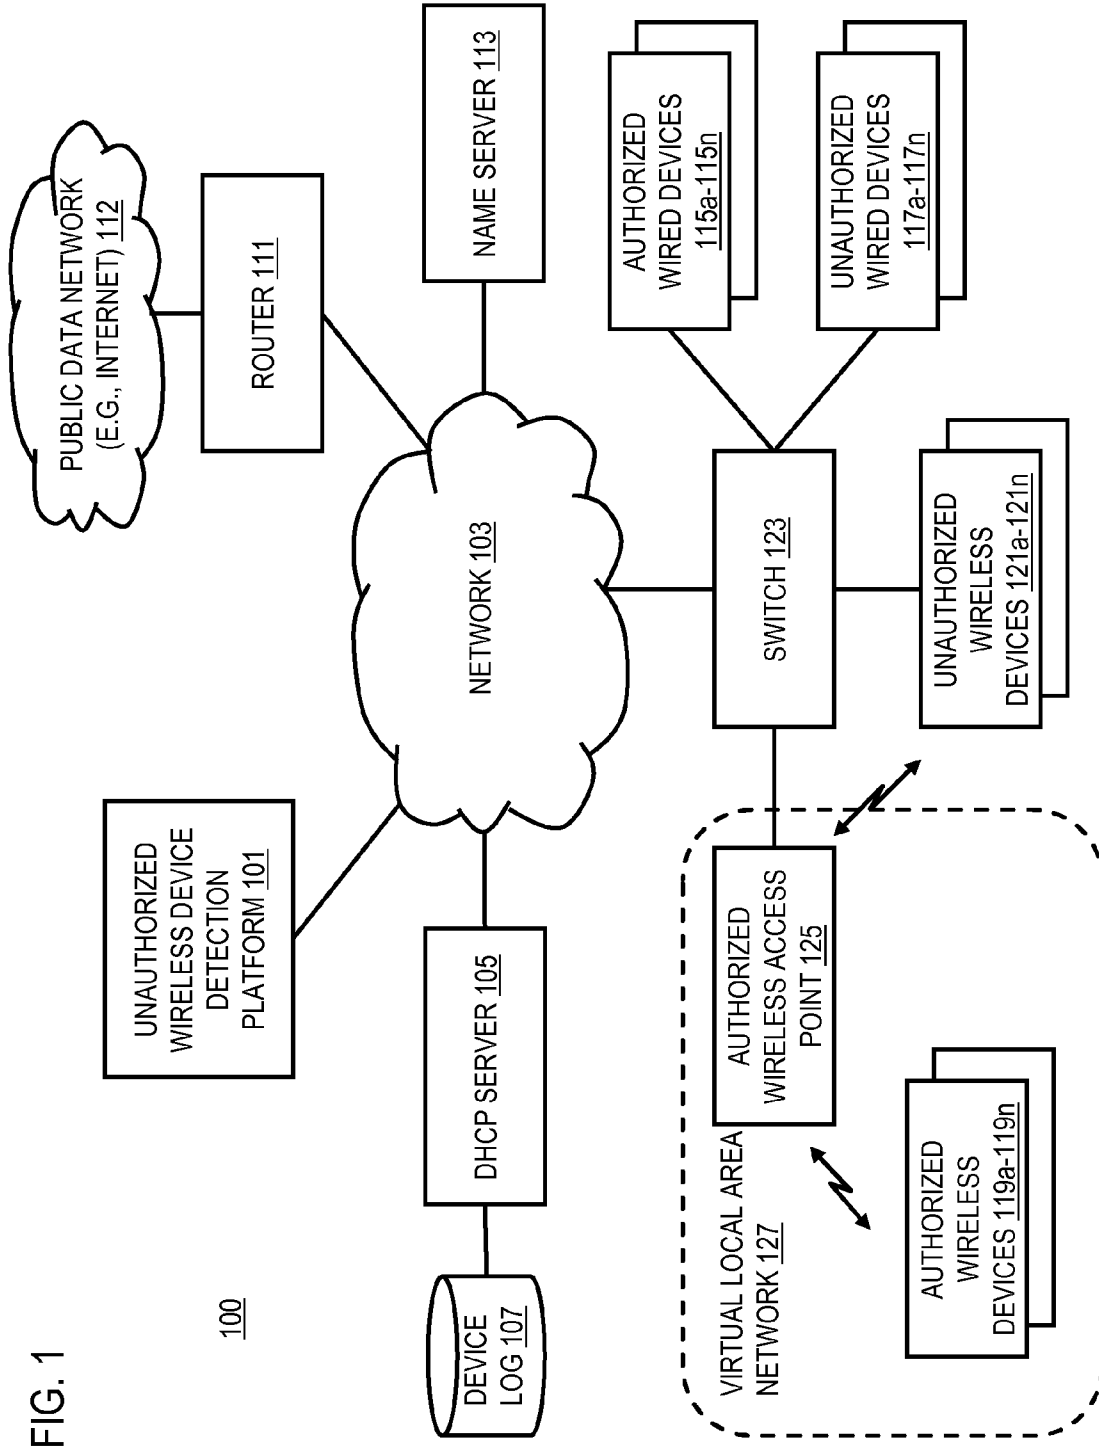 FIG. 1
100
UNAUTHORIZED
WIRELESS DEVICE
DETECTION
PLATFORM 101
PUBLIC DATA NETWORK
(E.G., INTERNET) 112
ROUTER 111
DEVICE
LOG 107
DHCP SERVER 105
NETWORK 103
NAME SERVER 113
VIRTUAL LOCAL AREA
NETWORK 127
AUTHORIZED
WIRELESS ACCESS
POINT 125
SWITCH 123
AUTHORIZED
WIRED DEVICES
115a-115n
UNAUTHORIZED
WIRED DEVICES
117a-117n
AUTHORIZED
WIRELESS
DEVICES 119a-119n
UNAUTHORIZED
WIRELESS
DEVICES 121a-121n